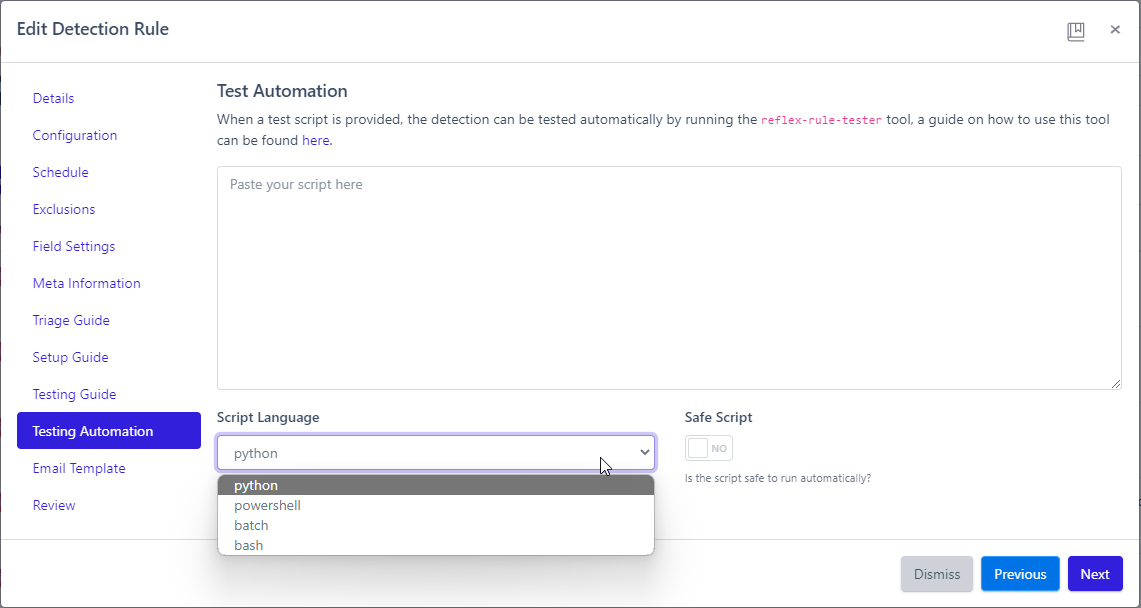 Edit Detection Rule
Details
Configuration
Schedule
Exclusions
Field Settings
Meta Information
Triage Guide
Setup Guide
Testing Guide
Testing Automation
Email Template
Review
Test Automation
When a test script is provided, the detection can be tested automatically by running the reflex-rule-tester tool, a guide on how to use this tool
can be found here.
Paste your script here
Script Language
python
python
powershell
batch
bash
Safe Script
NO
Is the script safe to run automatically?
Dismiss
Previous
Next